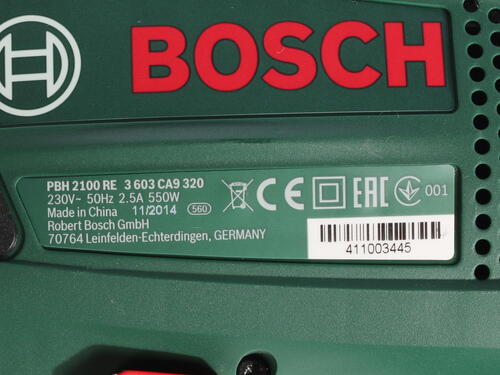 BOSCH
PBH 2100 RE 3 603 CA9 320
230V~ 50Hz 2.5A 550W
Made in China 11/2014 560
Robert Bosch GmbH
70764 Leinfelden-Echterdingen, GERMANY
CE EAC 001
411003445